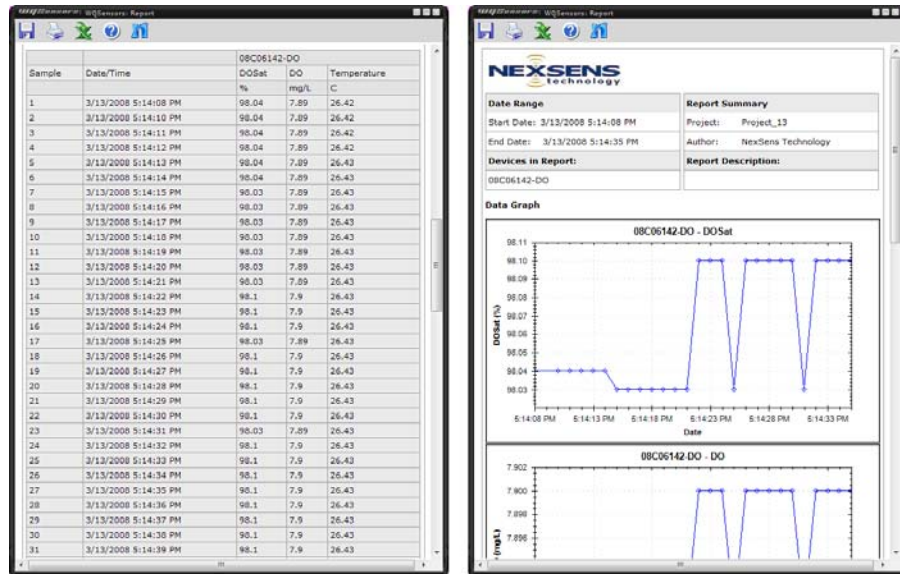 WQSensors: Report
08C06142-DO
Sample Date/Time DOSat DO Temperature
% mg/L C
1 3/13/2008 5:14:08 PM 98.04 7.89 26.42
2 3/13/2008 5:14:10 PM 98.04 7.89 26.42
3 3/13/2008 5:14:11 PM 98.04 7.89 26.42
4 3/13/2008 5:14:12 PM 98.04 7.89 26.42
5 3/13/2008 5:14:13 PM 98.04 7.89 26.43
6 3/13/2008 5:14:14 PM 98.04 7.89 26.43
7 3/13/2008 5:14:15 PM 98.03 7.89 26.43
8 3/13/2008 5:14:16 PM 98.03 7.89 26.43
9 3/13/2008 5:14:17 PM 98.03 7.89 26.43
10 3/13/2008 5:14:18 PM 98.03 7.89 26.43
11 3/13/2008 5:14:19 PM 98.03 7.89 26.43
12 3/13/2008 5:14:20 PM 98.03 7.89 26.43
13 3/13/2008 5:14:21 PM 98.03 7.89 26.43
14 3/13/2008 5:14:22 PM 98.1 7.9 26.43
15 3/13/2008 5:14:23 PM 98.1 7.9 26.43
16 3/13/2008 5:14:24 PM 98.1 7.9 26.43
17 3/13/2008 5:14:25 PM 98.03 7.89 26.43
18 3/13/2008 5:14:26 PM 98.1 7.9 26.43
19 3/13/2008 5:14:27 PM 98.1 7.9 26.43
20 3/13/2008 5:14:28 PM 98.1 7.9 26.43
21 3/13/2008 5:14:29 PM 98.1 7.9 26.43
22 3/13/2008 5:14:30 PM 98.1 7.9 26.43
23 3/13/2008 5:14:31 PM 98.03 7.89 26.43
24 3/13/2008 5:14:32 PM 98.1 7.9 26.43
25 3/13/2008 5:14:33 PM 98.1 7.9 26.43
26 3/13/2008 5:14:34 PM 98.1 7.9 26.43
27 3/13/2008 5:14:35 PM 98.1 7.9 26.43
28 3/13/2008 5:14:36 PM 98.1 7.9 26.43
29 3/13/2008 5:14:37 PM 98.1 7.9 26.43
30 3/13/2008 5:14:38 PM 98.1 7.9 26.43
31 3/13/2008 5:14:39 PM 98.1 7.9 26.43
WQSensors: Report
NEXSENS
technology
Date Range Report Summary
Start Date: 3/13/2008 5:14:08 PM Project: Project_13
End Date: 3/13/2008 5:14:35 PM Author: NexSens Technology
Devices in Report: Report Description:
08C06142-DO
Data Graph
08C06142-DO - DOSat
98.11
98.10
98.09
98.08
98.07
98.06
98.05
98.04
98.03
DOSat (%)
5:14:08 PM 5:14:13 PM 5:14:18 PM 5:14:23 PM 5:14:28 PM 5:14:33 PM
Date
08C06142-DO - DO
7.902
7.900
7.898
7.896
(mg/L)